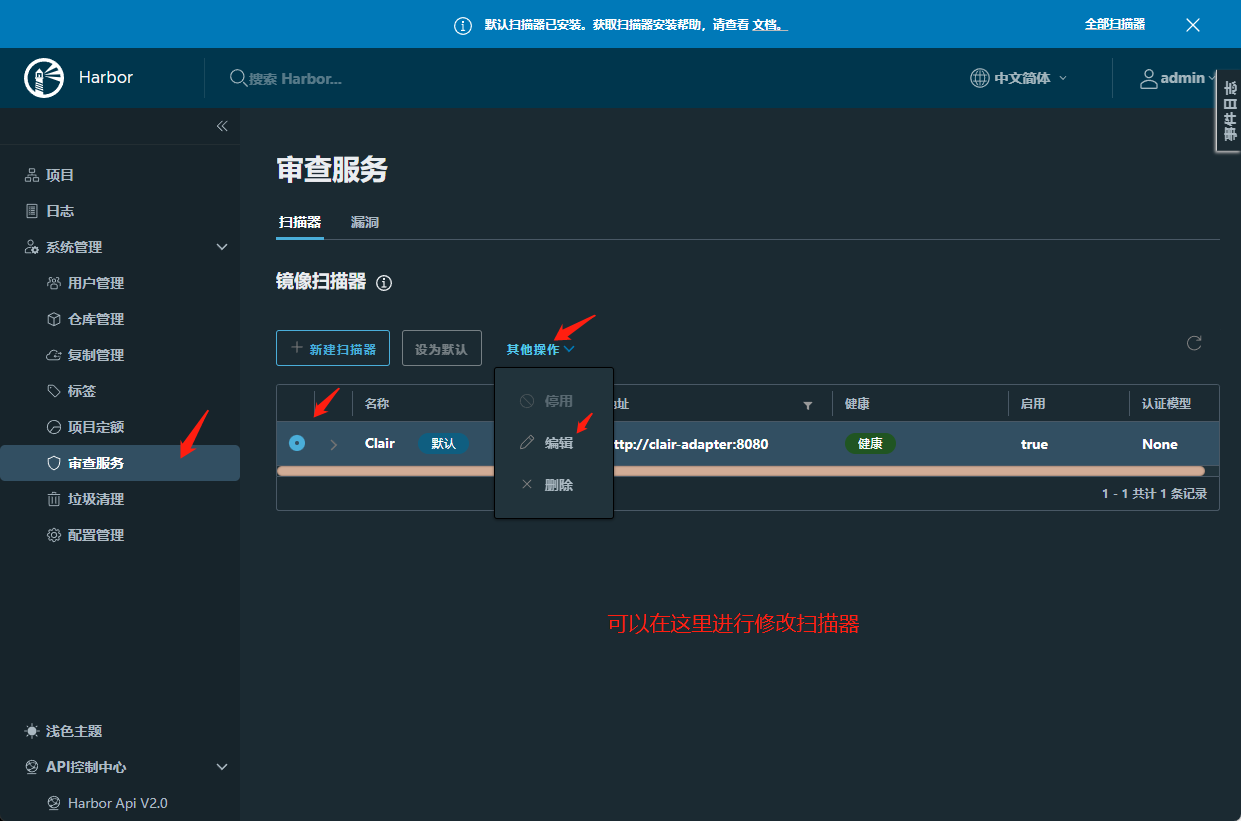 默认扫描器已安装。获取扫描器安装帮助，请查看 文档。
全部扫描器
Harbor
搜索 Harbor...
中文简体
admin
事件日志
项目
日志
系统管理
用户管理
仓库管理
复制管理
标签
项目定额
审查服务
垃圾清理
配置管理
浅色主题
API控制中心
Harbor Api V2.0
审查服务
扫描器 漏洞
镜像扫描器
新建扫描器 设为默认 其他操作
停用
编辑
删除
名称 址 健康 启用 认证模型
Clair 默认 ttp://clair-adapter:8080 健康 true None
1 - 1 共计 1 条记录
可以在这里进行修改扫描器